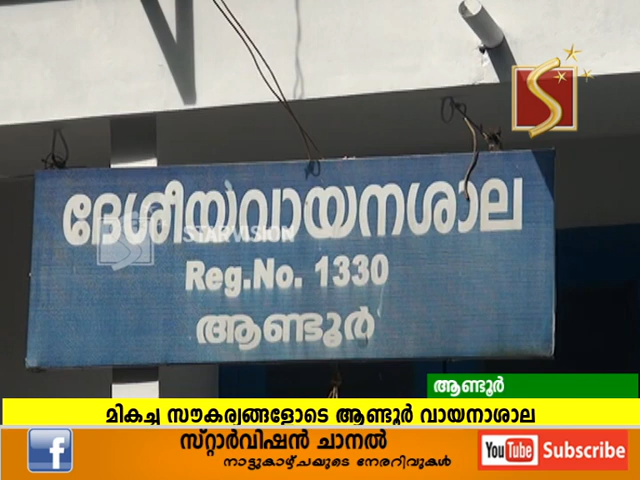 S
ദേശീയവായനശാല
STARVISION
Reg.No. 1330
ആണ്ടൂർ
ആണ്ടൂർ
മികച്ച സൗകര്യങ്ങളോടെ ആണ്ടൂർ വായനാശാല
സ്റ്റാർവിഷൻ ചാനൽ
നാട്ടുകാഴ്ചയുടെ നേരറിവുകൾ
f
YouTube Subscribe